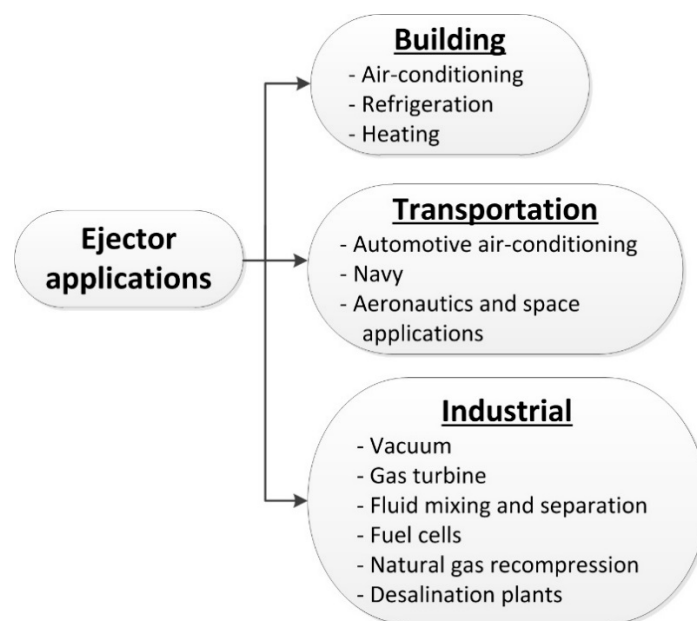 Building
- Air-conditioning
- Refrigeration
- Heating
Ejector
applications
Transportation
- Automotive air-conditioning
- Navy
- Aeronautics and space
applications
Industrial
- Vacuum
- Gas turbine
- Fluid mixing and separation
- Fuel cells
- Natural gas recompression
- Desalination plants